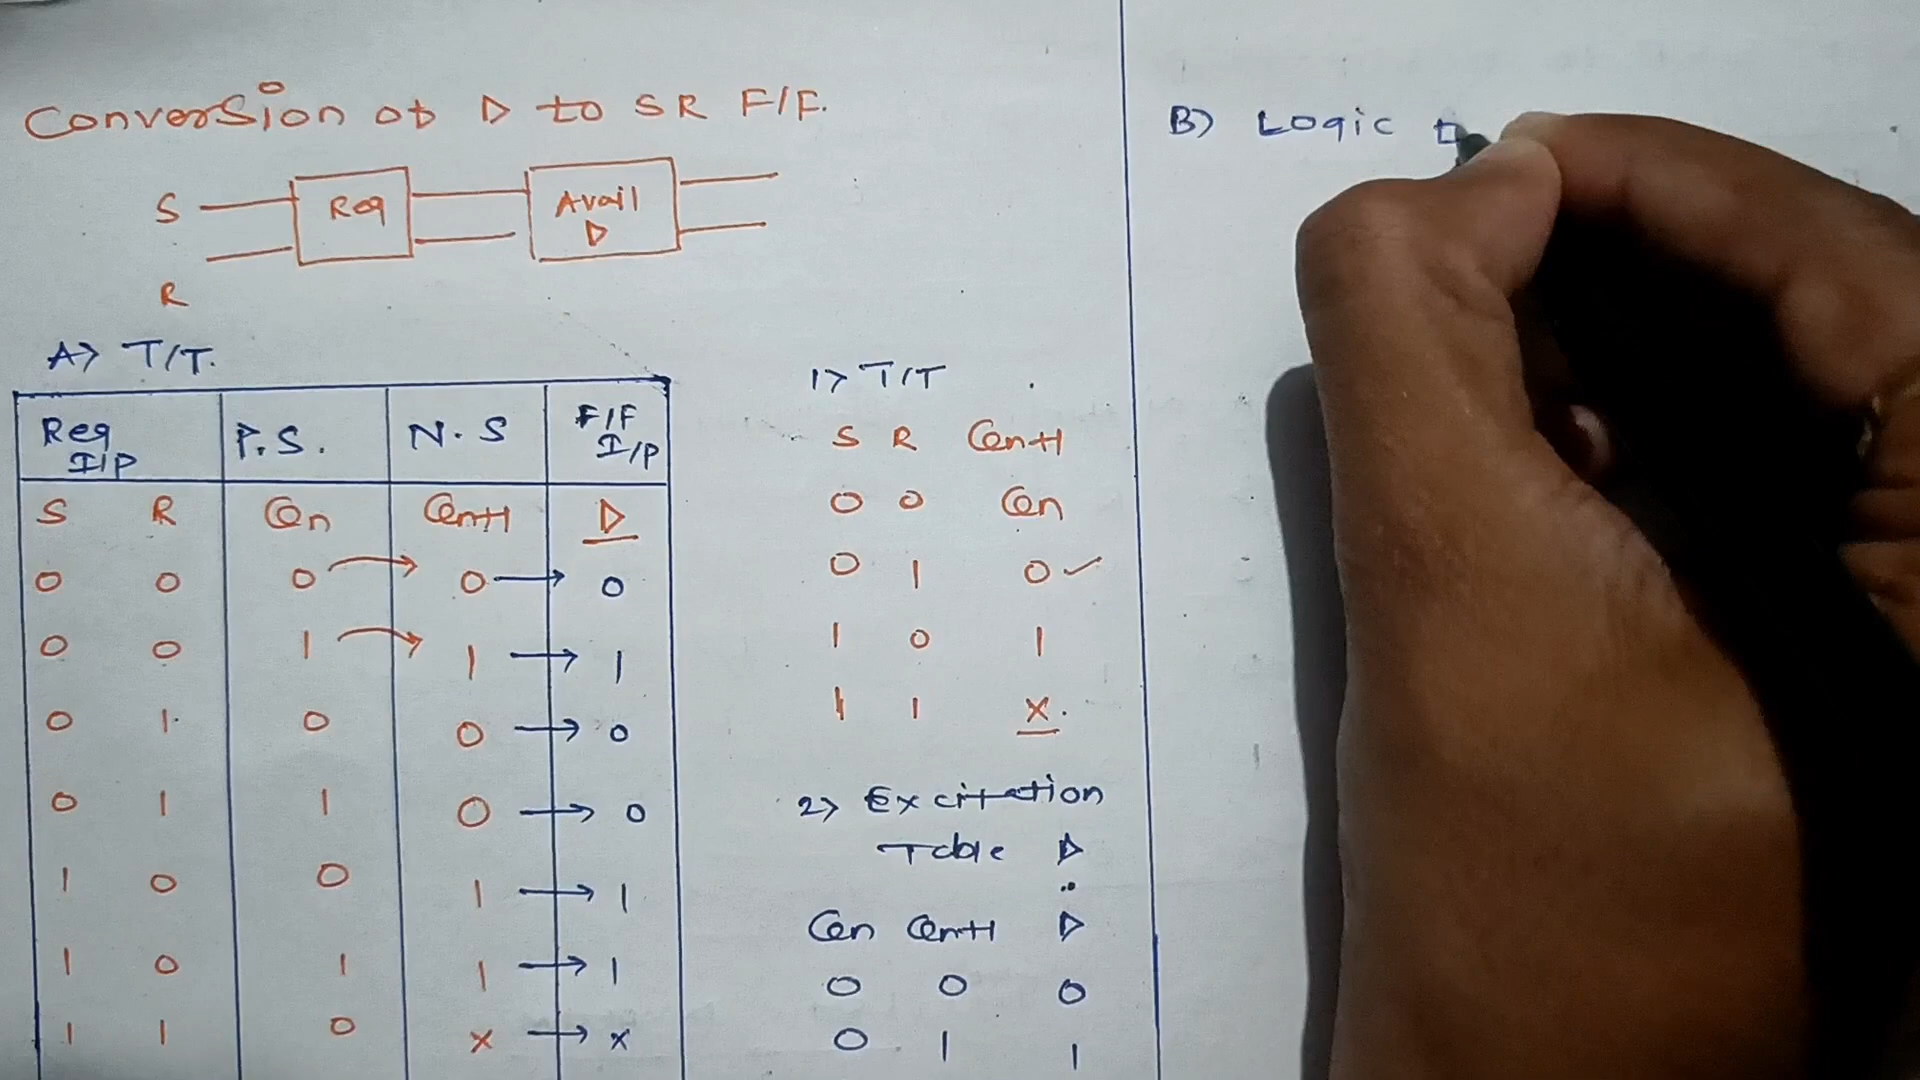 Conversion of D to SR F/F.
S Req Avail
D
R
A> T/T.
Req
I/P P.S. N.S F/F
I/P
S R Qn Qn+1 D
0 0 0 0 0
0 0 1 1 1
0 1 0 0 0
0 1 1 0 0
1 0 0 1 1
1 0 1 1 1
1 1 0 x x
1> T/T
S R Qn+1
0 0 Qn
0 1 0
1 0 1
1 1 x.
2> Excitation
Table D
Qn Qn+1 D
0 0 0
0 1 1
B) Logic